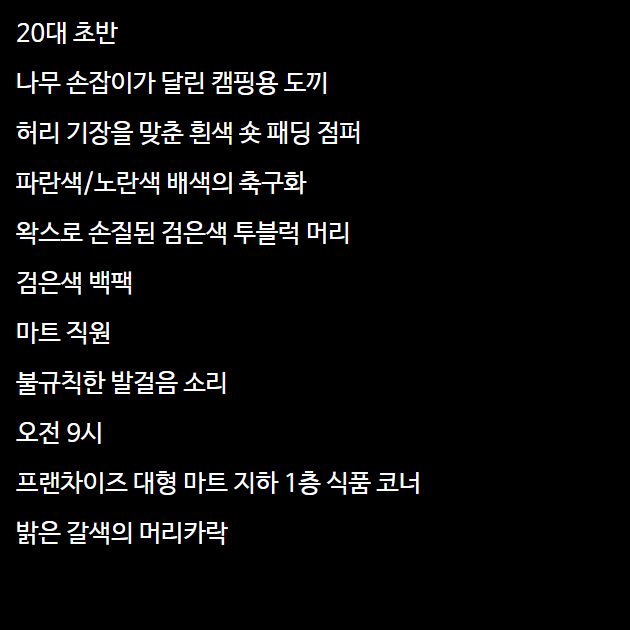 20대 초반
나무 손잡이가 달린 캠핑용 도끼
허리 기장을 맞춘 흰색 숏 패딩 점퍼
파란색/노란색 배색의 축구화
왁스로 손질된 검은색 투블럭 머리
검은색 백팩
마트 직원
불규칙한 발걸음 소리
오전 9시
프랜차이즈 대형 마트 지하 1층 식품 코너
밝은 갈색의 머리카락